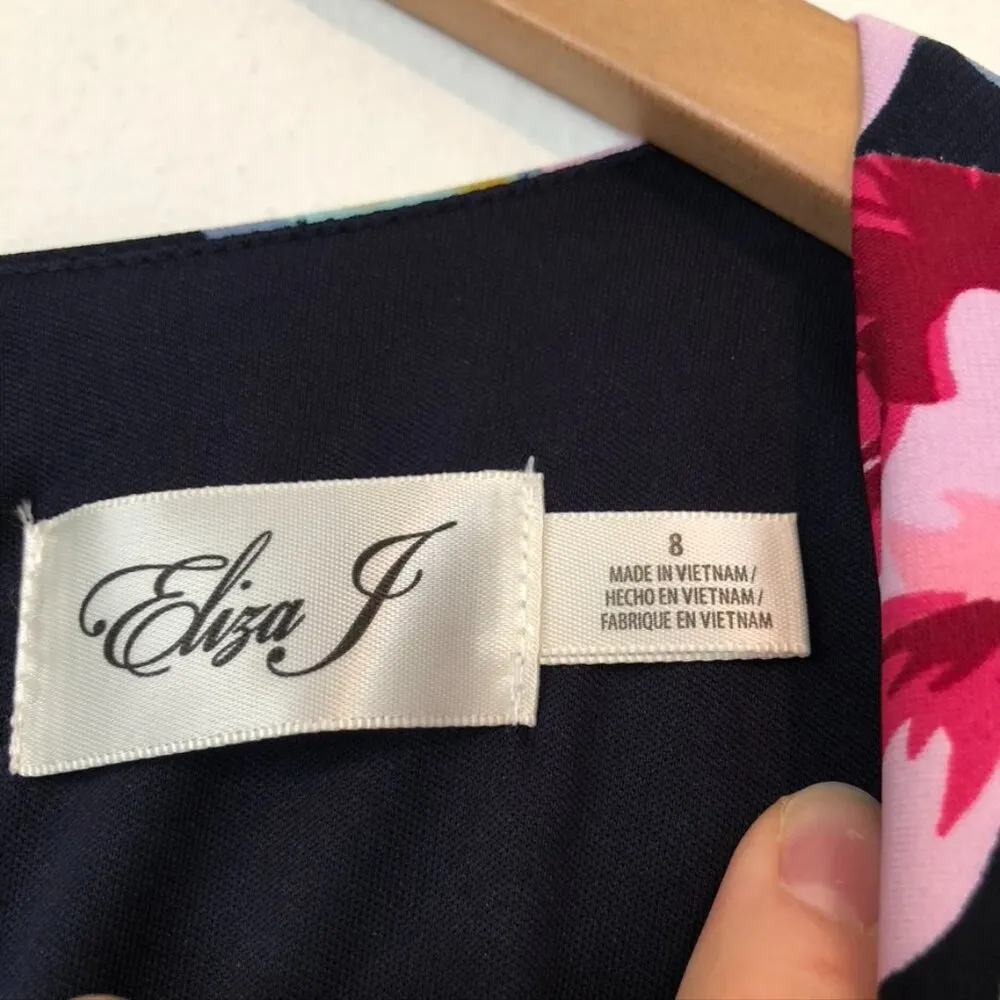 Eliza J
8
MADE IN VIETNAM/
HECHO EN VIETNAM/
FABRIQUE EN VIETNAM